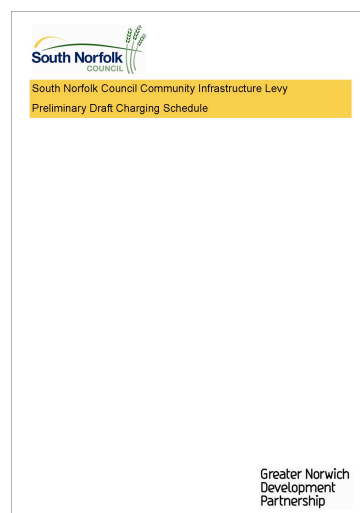 South Norfolk
COUNCIL
South Norfolk Council Community Infrastructure Levy
Preliminary Draft Charging Schedule
Greater Norwich
Development
Partnership